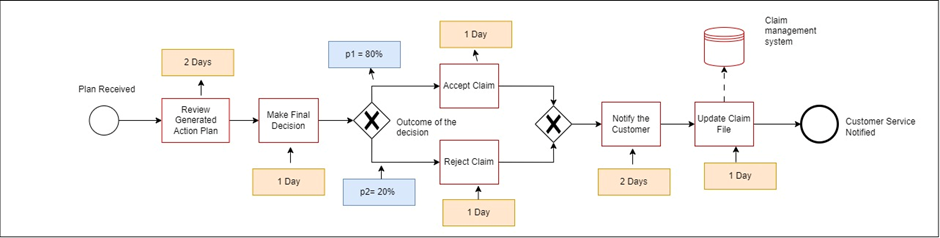 Plan Received
2 Days
Review
Generated
Action Plan
Make Final
Decision
1 Day
p1 = 80%
Outcome of the
decision
p2= 20%
1 Day
Accept Claim
Reject Claim
1 Day
Notify the
Customer
2 Days
Claim
management
system
Update Claim
File
1 Day
Customer Service
Notified